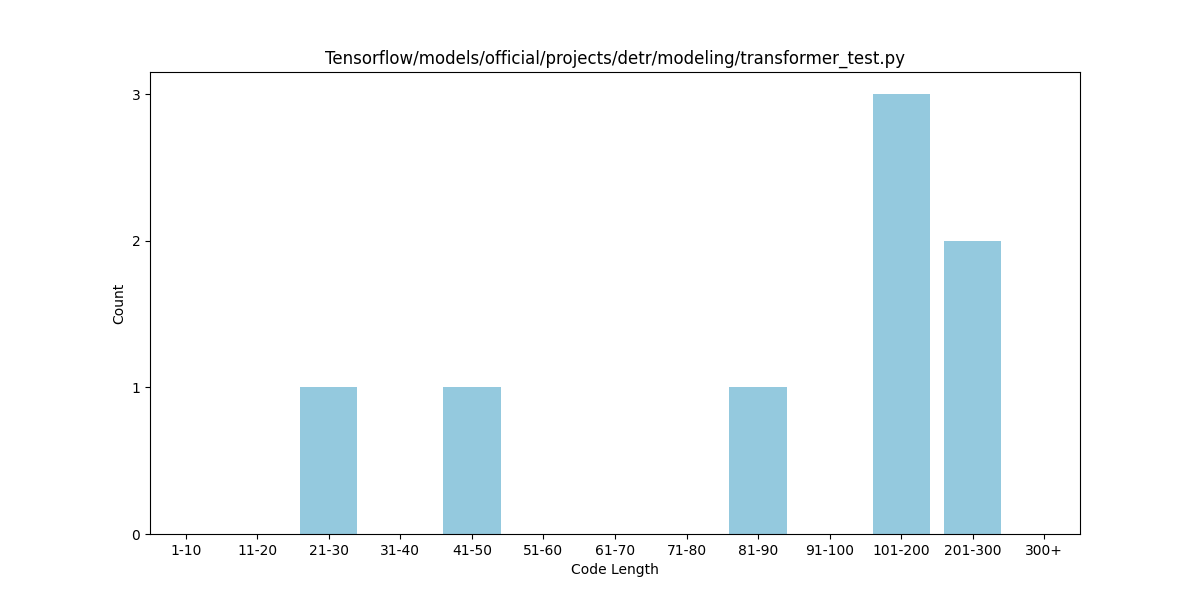 Tensorflow/models/official/projects/detr/modeling/transformer_test.py
3
2
1
0
Count
1-10 11-20 21-30 31-40 41-50 51-60 61-70 71-80 81-90 91-100 101-200 201-300 300+
Code Length